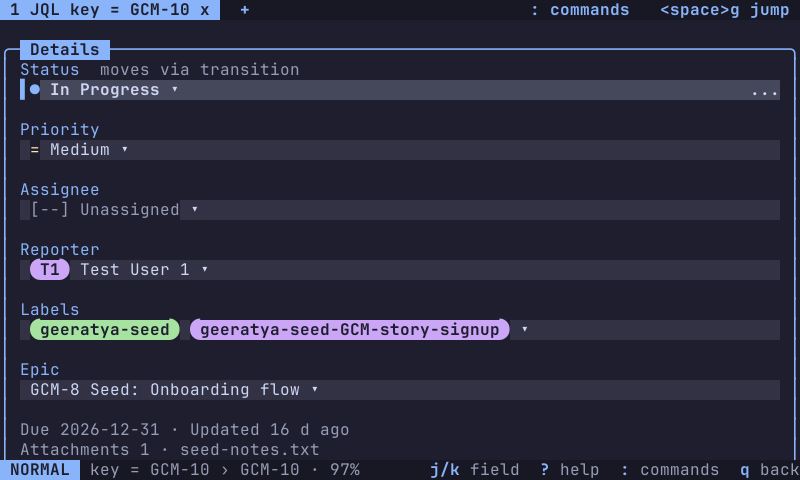 1 JQL key = GCM-10 x + : commands <space>g jump
Details
Status moves via transition
● In Progress ▾ ...
Priority
= Medium ▾
Assignee
[--] Unassigned ▾
Reporter
T1 Test User 1 ▾
Labels
geeratya-seed geeratya-seed-GCM-story-signup ▾
Epic
GCM-8 Seed: Onboarding flow ▾
Due 2026-12-31 · Updated 16 d ago
Attachments 1 · seed-notes.txt
NORMAL key = GCM-10 › GCM-10 · 97% j/k field ? help : commands q back